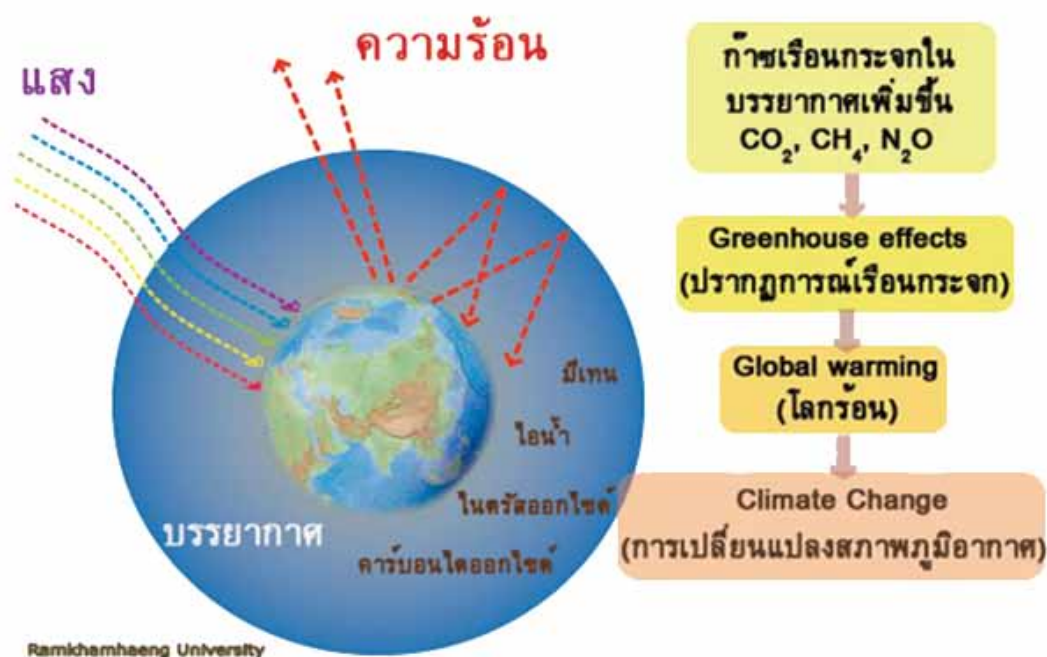 ความร้อน
แสง
มีเทน
ไอน้ำ
ไนตรัสออกไซด์
บรรยากาศ
คาร์บอนไดออกไซด์
Ramkhamhaeng University
ก๊าซเรือนกระจกใน
บรรยากาศเพิ่มขึ้น
CO₂, CH₄, N₂O
Greenhouse effects
(ปรากฏการณ์เรือนกระจก)
Global warming
(โลกร้อน)
Climate Change
(การเปลี่ยนแปลงสภาพภูมิอากาศ)